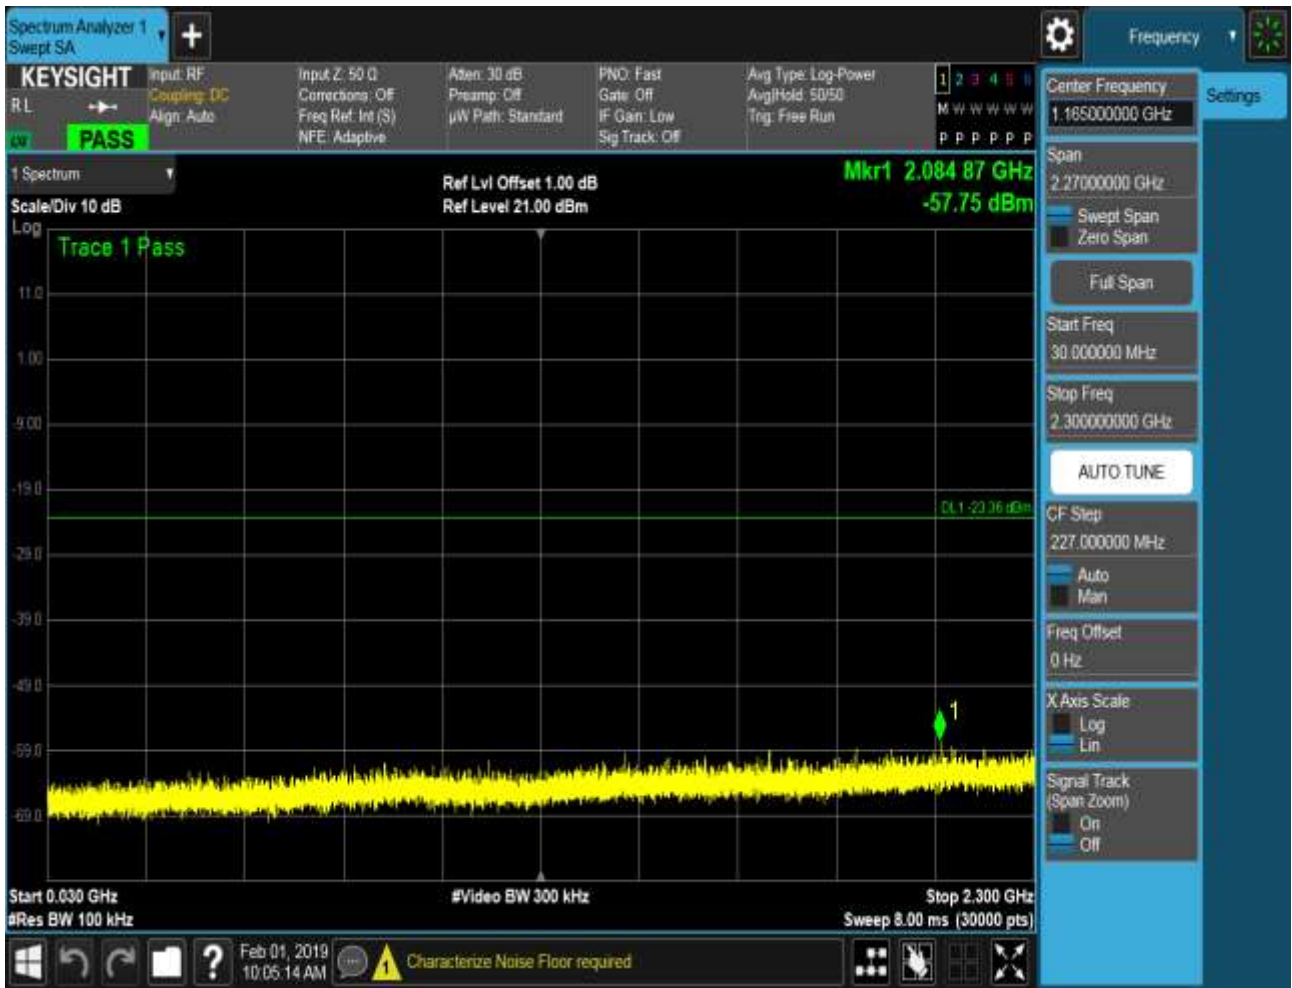 Spectrum Analyzer 1
Swept SA
Frequency
KEYSIGHT
R L
PASS
Input: RF
Coupling: DC
Align: Auto
Input Z: 50 Ω
Corrections: Off
Freq Ref: Int (S)
NFE: Adaptive
Atten: 30 dB
Preamp: Off
µW Path: Standard
PNO: Fast
Gate: Off
IF Gain: Low
Sig Track: Off
Avg Type: Log-Power
Avg|Hold: 50/50
Trig: Free Run
1 2 3 4 5 6
M W W W W W
P P P P P P
1 Spectrum
Scale/Div 10 dB
Log
Ref Lvl Offset 1.00 dB
Ref Level 21.00 dBm
Mkr1 2.084 87 GHz
-57.75 dBm
Trace 1 Pass
11.0
1.00
-9.00
-19.0
DL1 -23.36 dBm
-29.0
-39.0
-49.0
1
-59.0
-69.0
Start 0.030 GHz
#Video BW 300 kHz
Stop 2.300 GHz
#Res BW 100 kHz
Sweep 8.00 ms (30000 pts)
Feb 01, 2019
10:05:14 AM
Characterize Noise Floor required
Center Frequency
1.165000000 GHz
Settings
Span
2.27000000 GHz
Swept Span
Zero Span
Full Span
Start Freq
30.000000 MHz
Stop Freq
2.300000000 GHz
AUTO TUNE
CF Step
227.000000 MHz
Auto
Man
Freq Offset
0 Hz
X Axis Scale
Log
Lin
Signal Track
(Span Zoom)
On
Off